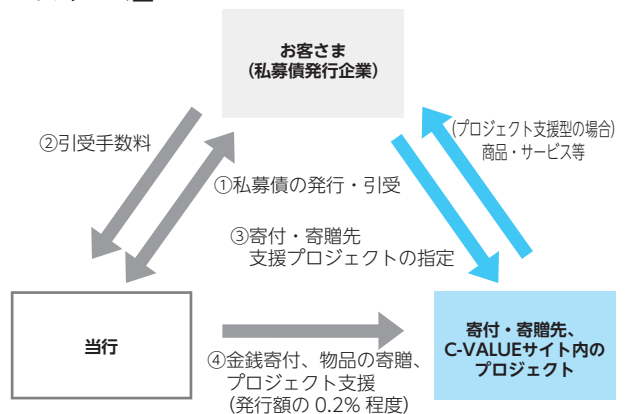 お客さま
(私募債発行企業)
②引受手数料
(プロジェクト支援型の場合)
商品・サービス等
①私募債の発行・引受
③寄付・寄贈先
支援プロジェクトの指定
当行
寄付・寄贈先、
C-VALUEサイト内の
プロジェクト
④金銭寄付、物品の寄贈、
プロジェクト支援
(発行額の 0.2% 程度)